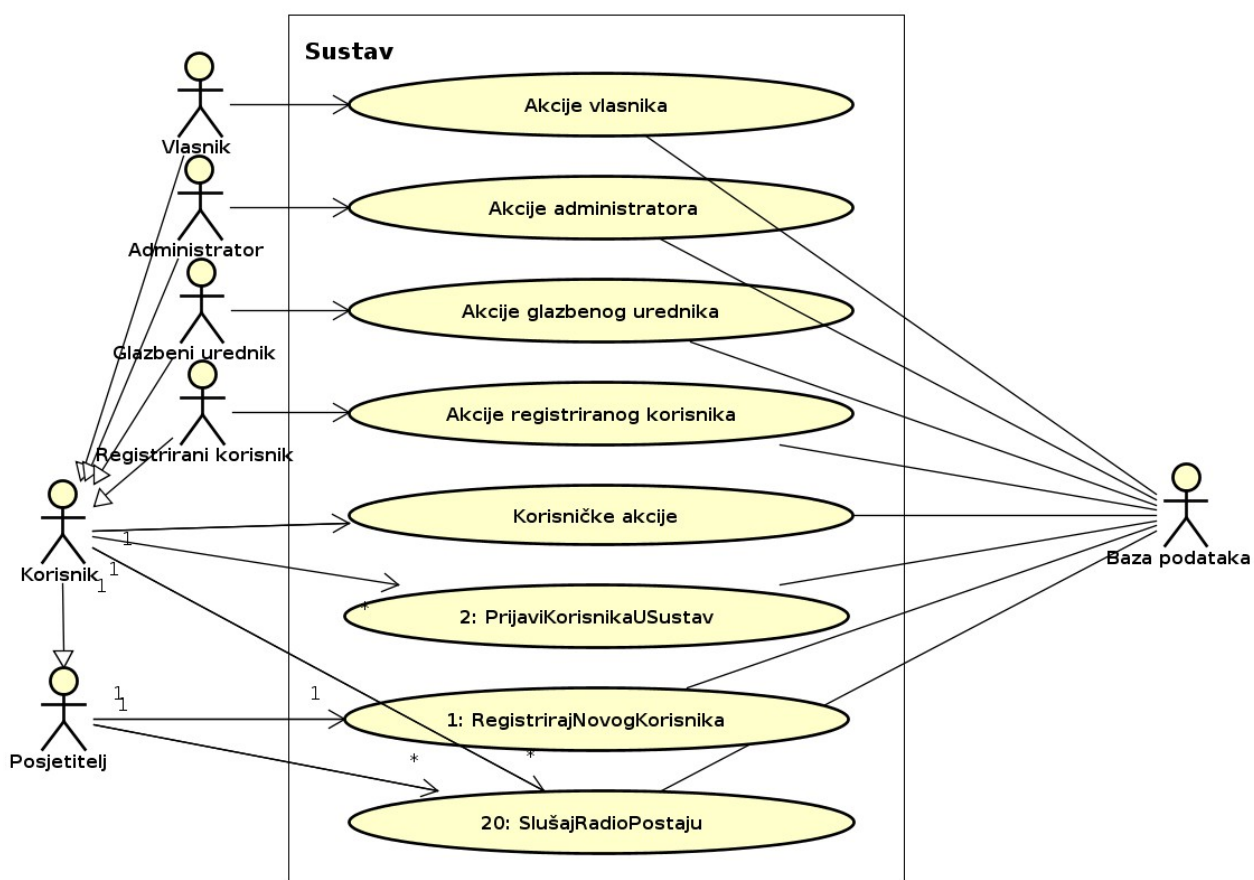 Sustav
Vlasnik
Akcije vlasnika
Administrator
Akcije administratora
Glazbeni urednik
Akcije glazbenog urednika
Registrirani korisnik
Akcije registriranog korisnika
Korisnik
Korisničke akcije
Baza podataka
1
1
1
*
2: PrijaviKorisnikaUSustav
Posjetitelj
1
1
1
1: RegistrirajNovogKorisnika
*
*
20: SlušajRadioPostaju